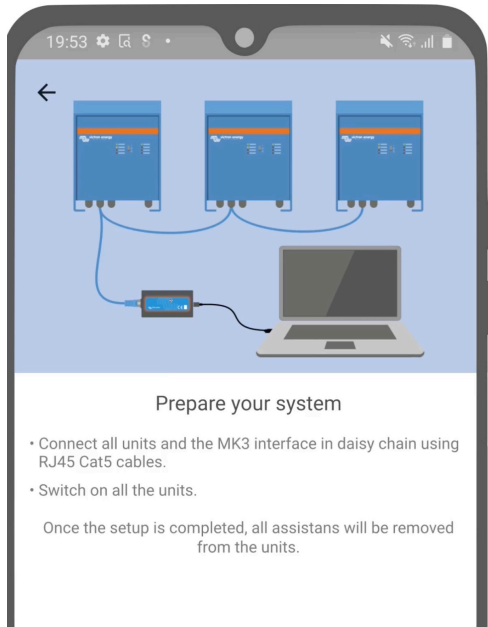 19:53
Prepare your system
• Connect all units and the MK3 interface in daisy chain using
RJ45 Cat5 cables.
• Switch on all the units.
Once the setup is completed, all assistans will be removed
from the units.